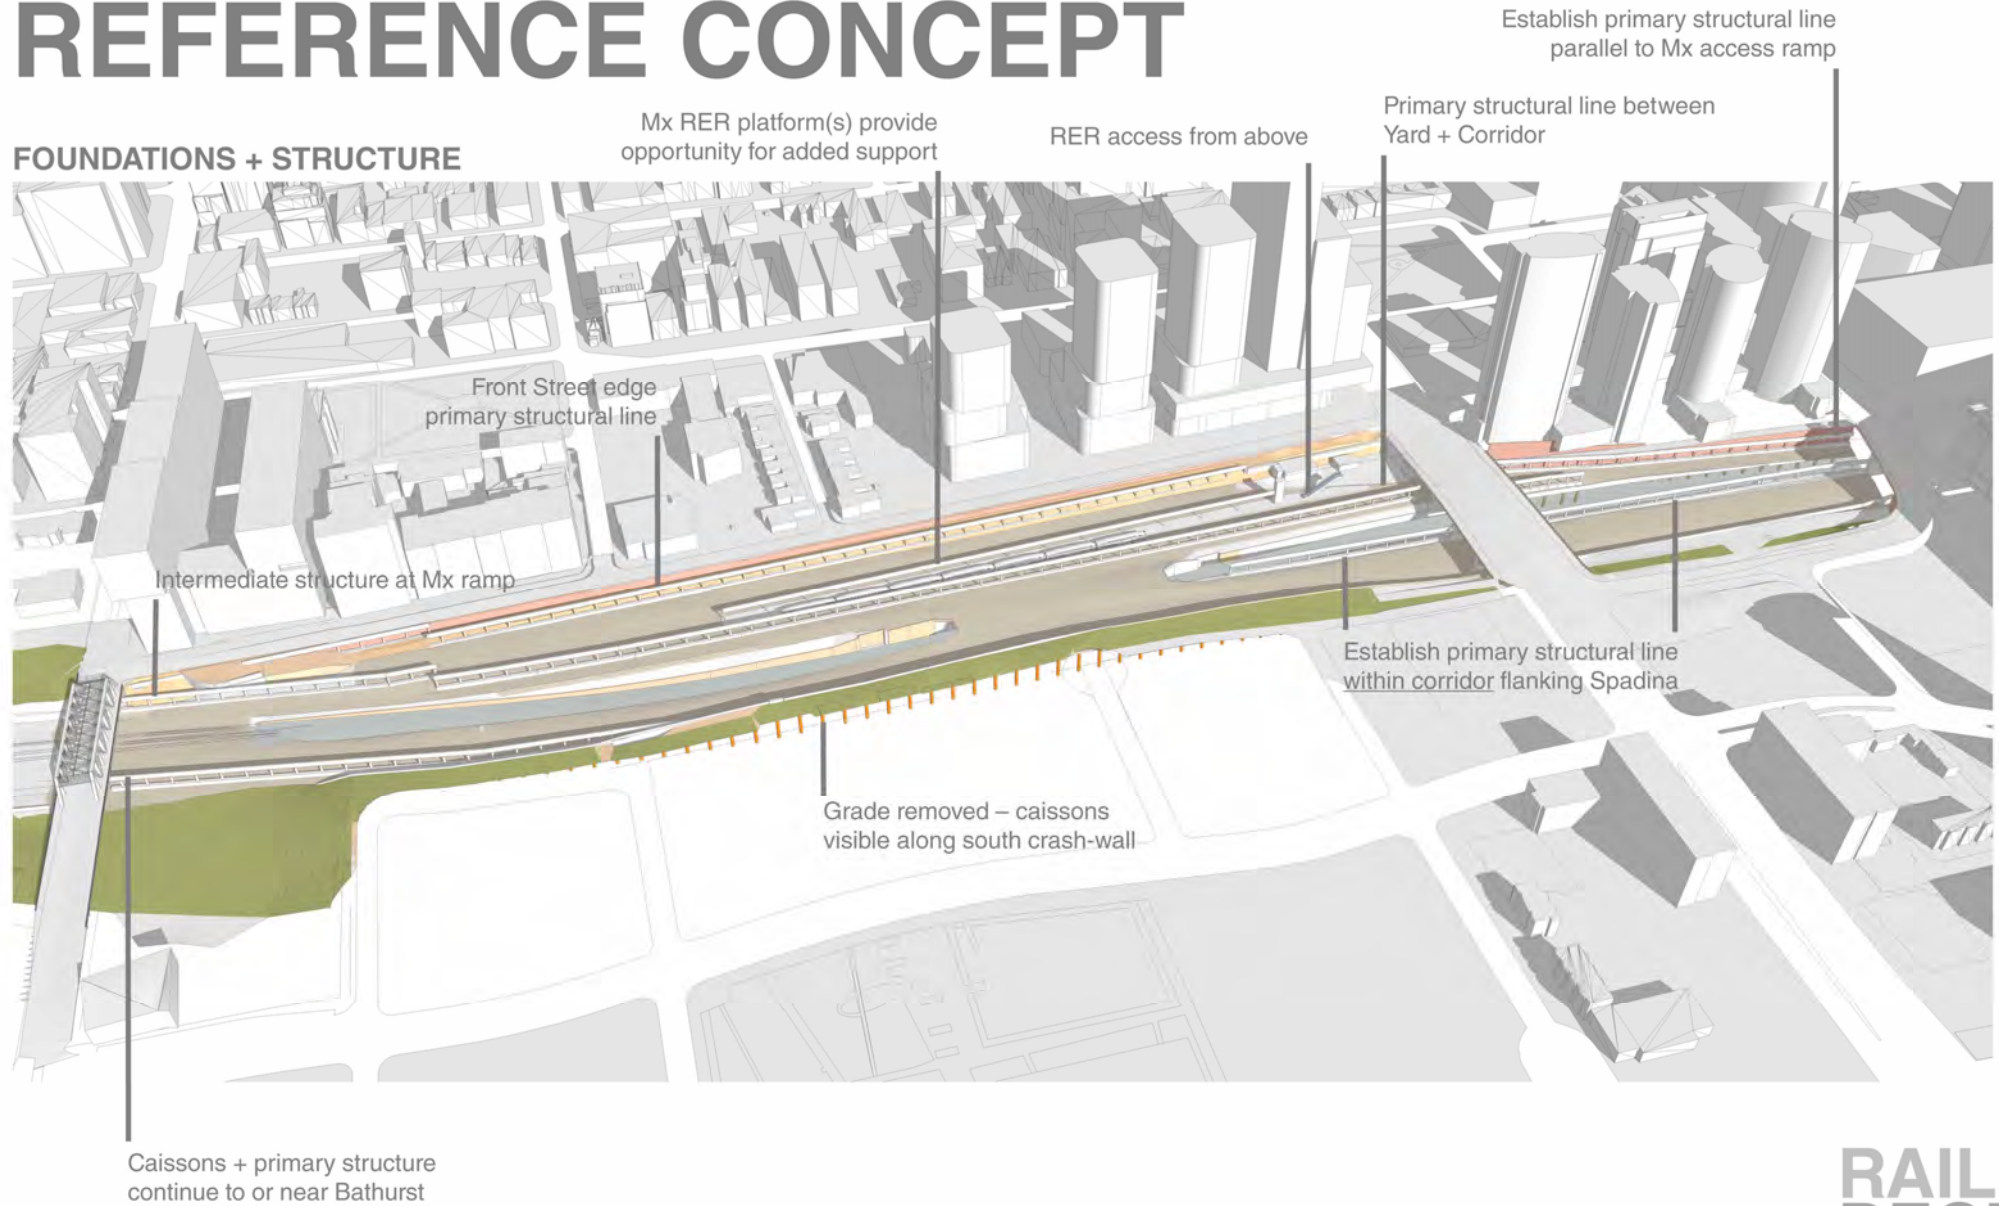 REFERENCE CONCEPT
FOUNDATIONS + STRUCTURE
Mx RER platform(s) provide
opportunity for added support
RER access from above
Primary structural line between
Yard + Corridor
Establish primary structural line
parallel to Mx access ramp
Front Street edge
primary structural line
Intermediate structure at Mx ramp
Establish primary structural line
within corridor flanking Spadina
Grade removed – caissons
visible along south crash-wall
Caissons + primary structure
continue to or near Bathurst
RAIL